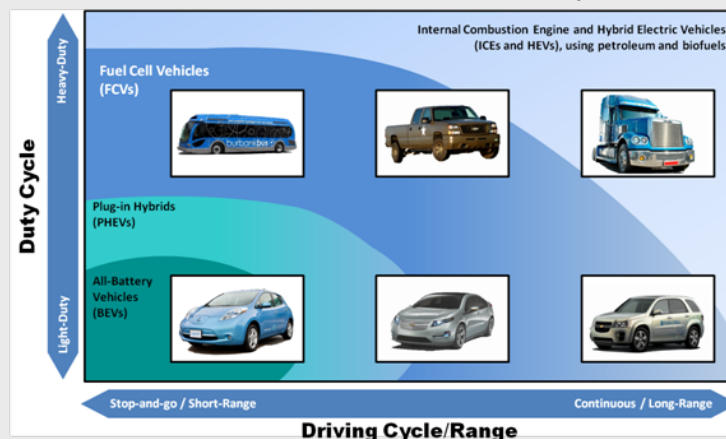 Internal Combustion Engine and Hybrid Electric Vehicles
(ICEs and HEVs), using petroleum and biofuels
Heavy-Duty
Fuel Cell Vehicles
(FCVs)
burbankbus
Duty Cycle
Plug-in Hybrids
(PHEVs)
All-Battery
Vehicles
(BEVs)
Light-Duty
Stop-and-go / Short-Range
Continuous / Long-Range
Driving Cycle/Range